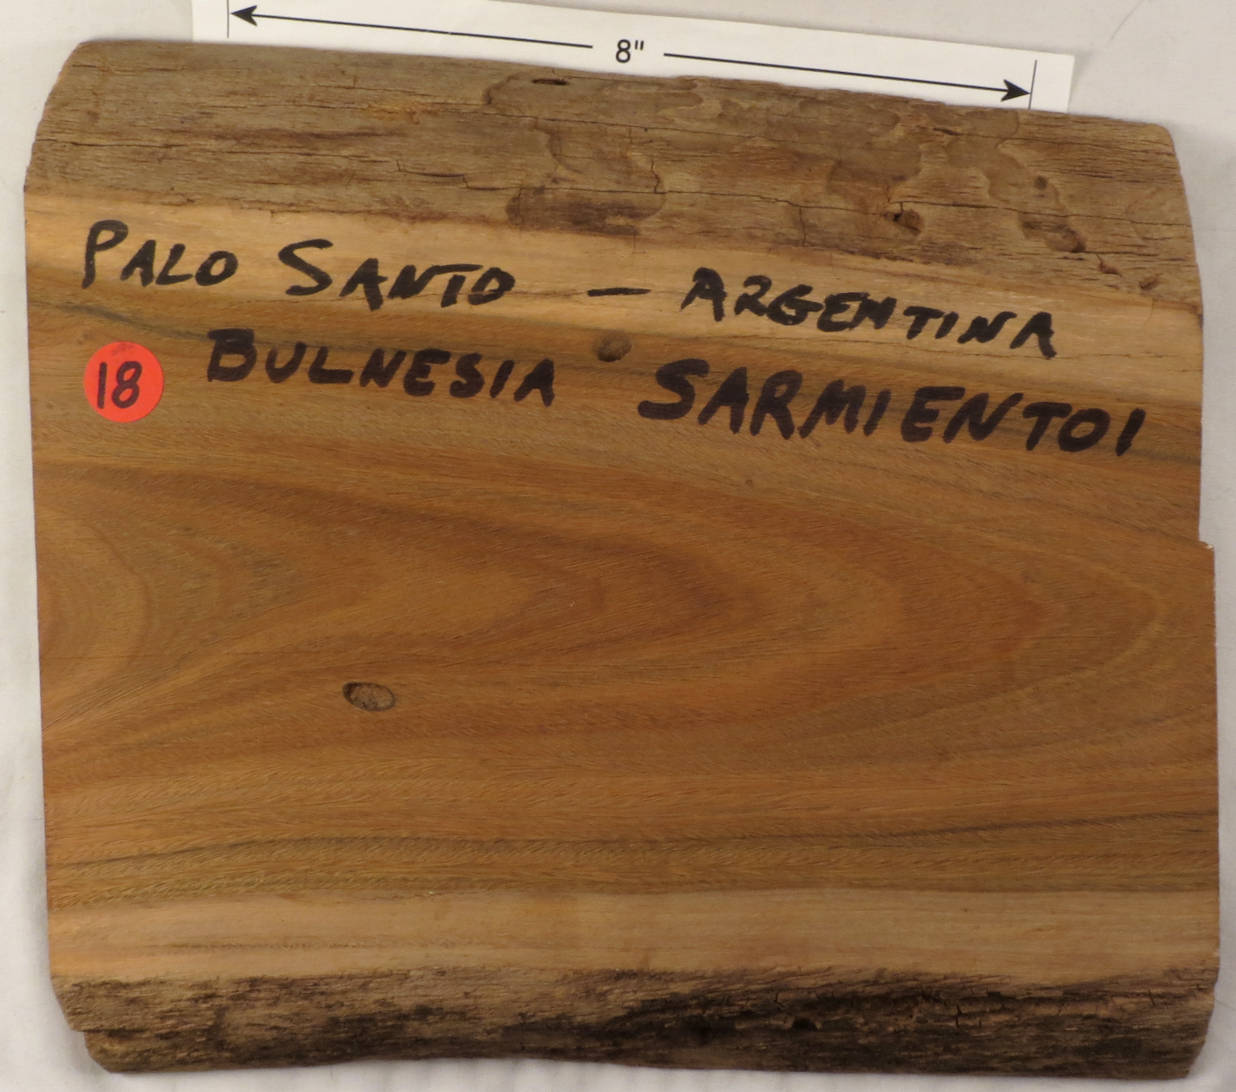 8"
PALO SANTO — ARGENTINA
18
BULNESIA SARMIENTOI